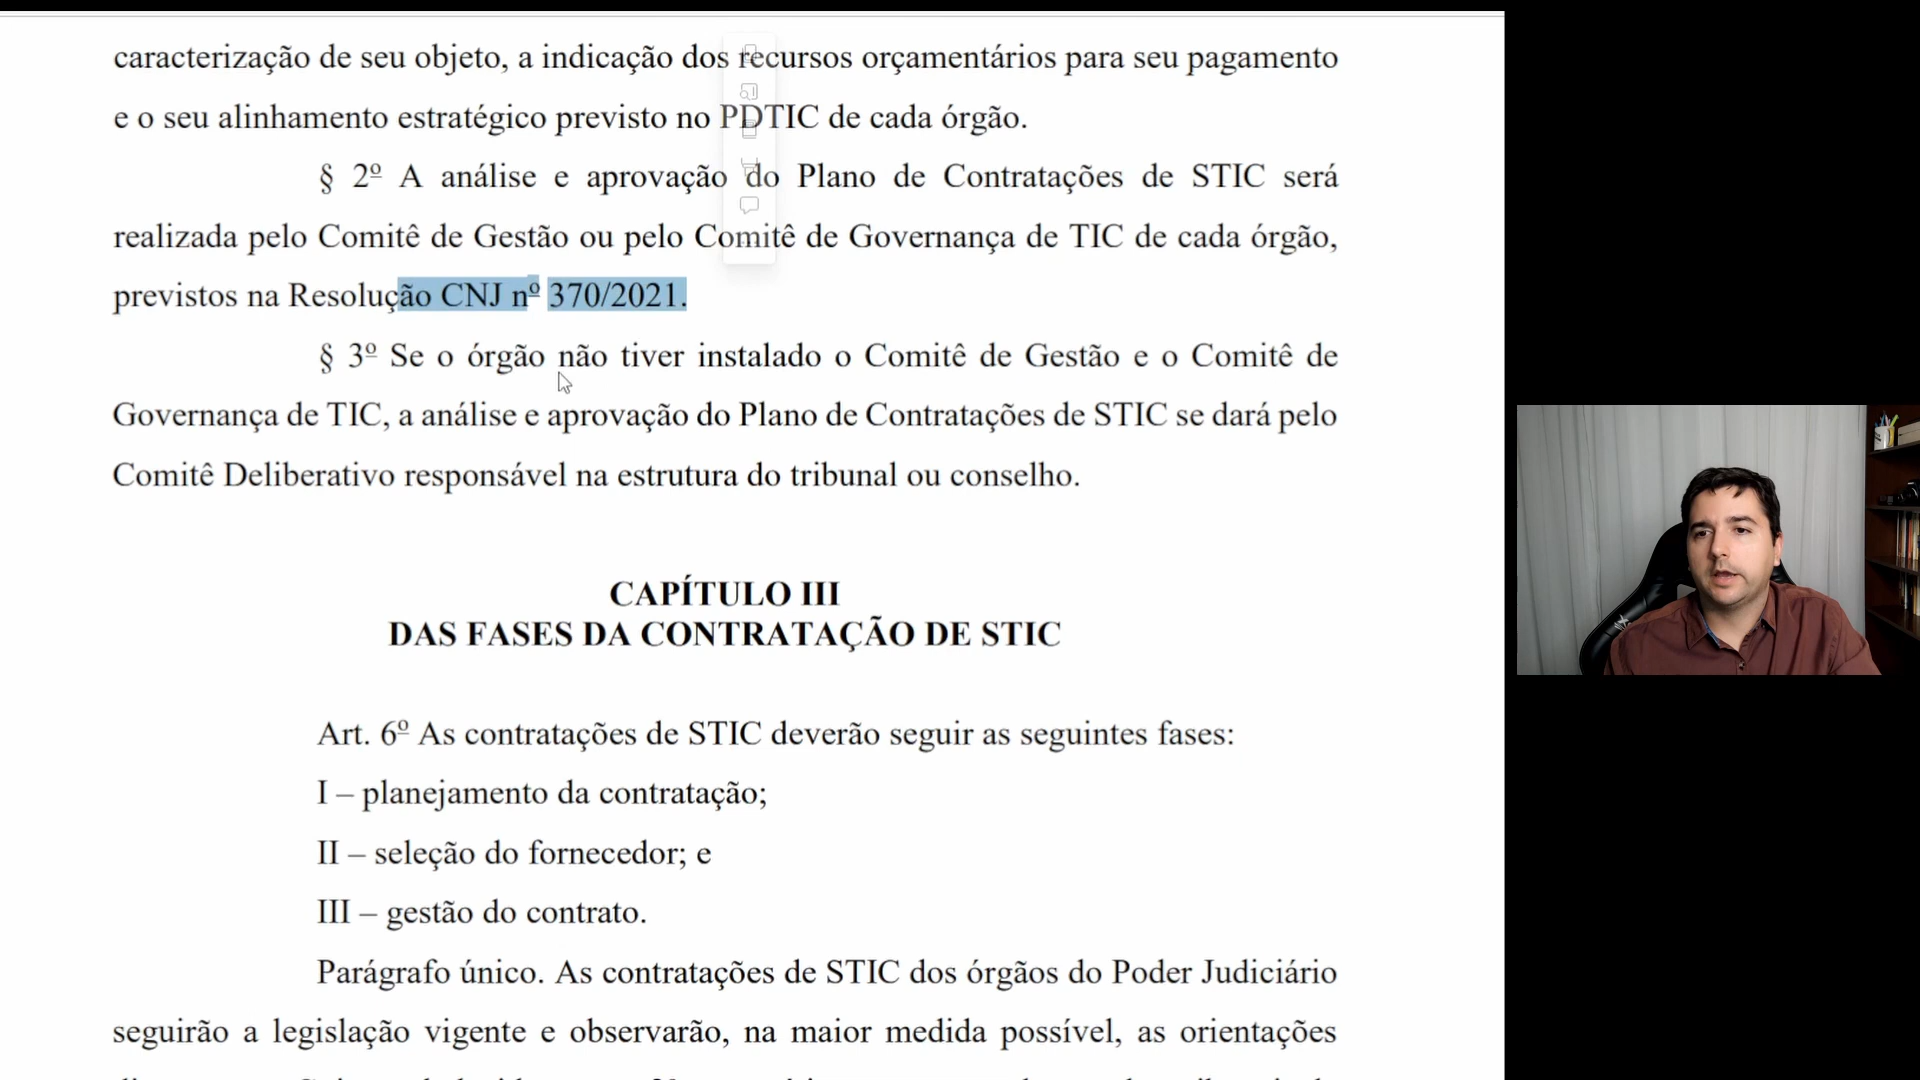 caracterização de seu objeto, a indicação dos recursos orçamentários para seu pagamento
e o seu alinhamento estratégico previsto no PDTIC de cada órgão.
§ 2º A análise e aprovação do Plano de Contratações de STIC será
realizada pelo Comitê de Gestão ou pelo Comitê de Governança de TIC de cada órgão,
previstos na Resolução CNJ nº 370/2021.
§ 3º Se o órgão não tiver instalado o Comitê de Gestão e o Comitê de
Governança de TIC, a análise e aprovação do Plano de Contratações de STIC se dará pelo
Comitê Deliberativo responsável na estrutura do tribunal ou conselho.
CAPÍTULO III
DAS FASES DA CONTRATAÇÃO DE STIC
Art. 6º As contratações de STIC deverão seguir as seguintes fases:
I – planejamento da contratação;
II – seleção do fornecedor; e
III – gestão do contrato.
Parágrafo único. As contratações de STIC dos órgãos do Poder Judiciário
seguirão a legislação vigente e observarão, na maior medida possível, as orientações